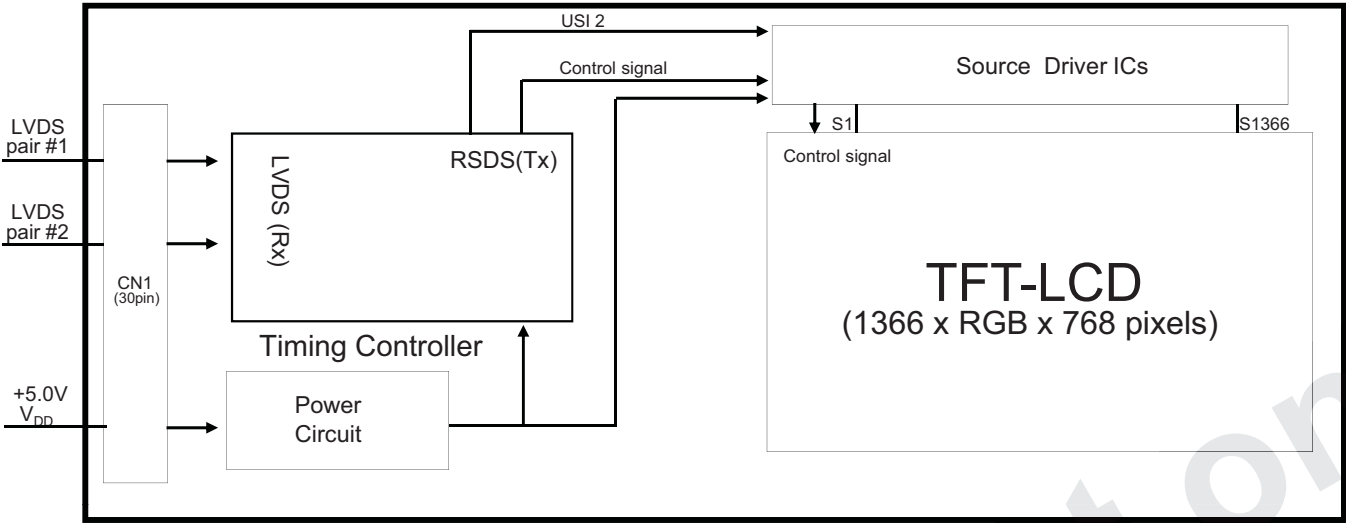 USI 2
Control signal
Source Driver ICs
LVDS
pair #1
LVDS
pair #2
CN1
(30pin)
LVDS (Rx)
RSDS(Tx)
S1
S1366
Control signal
TFT-LCD
(1366 x RGB x 768 pixels)
Timing Controller
+5.0V
VDD
Power
Circuit